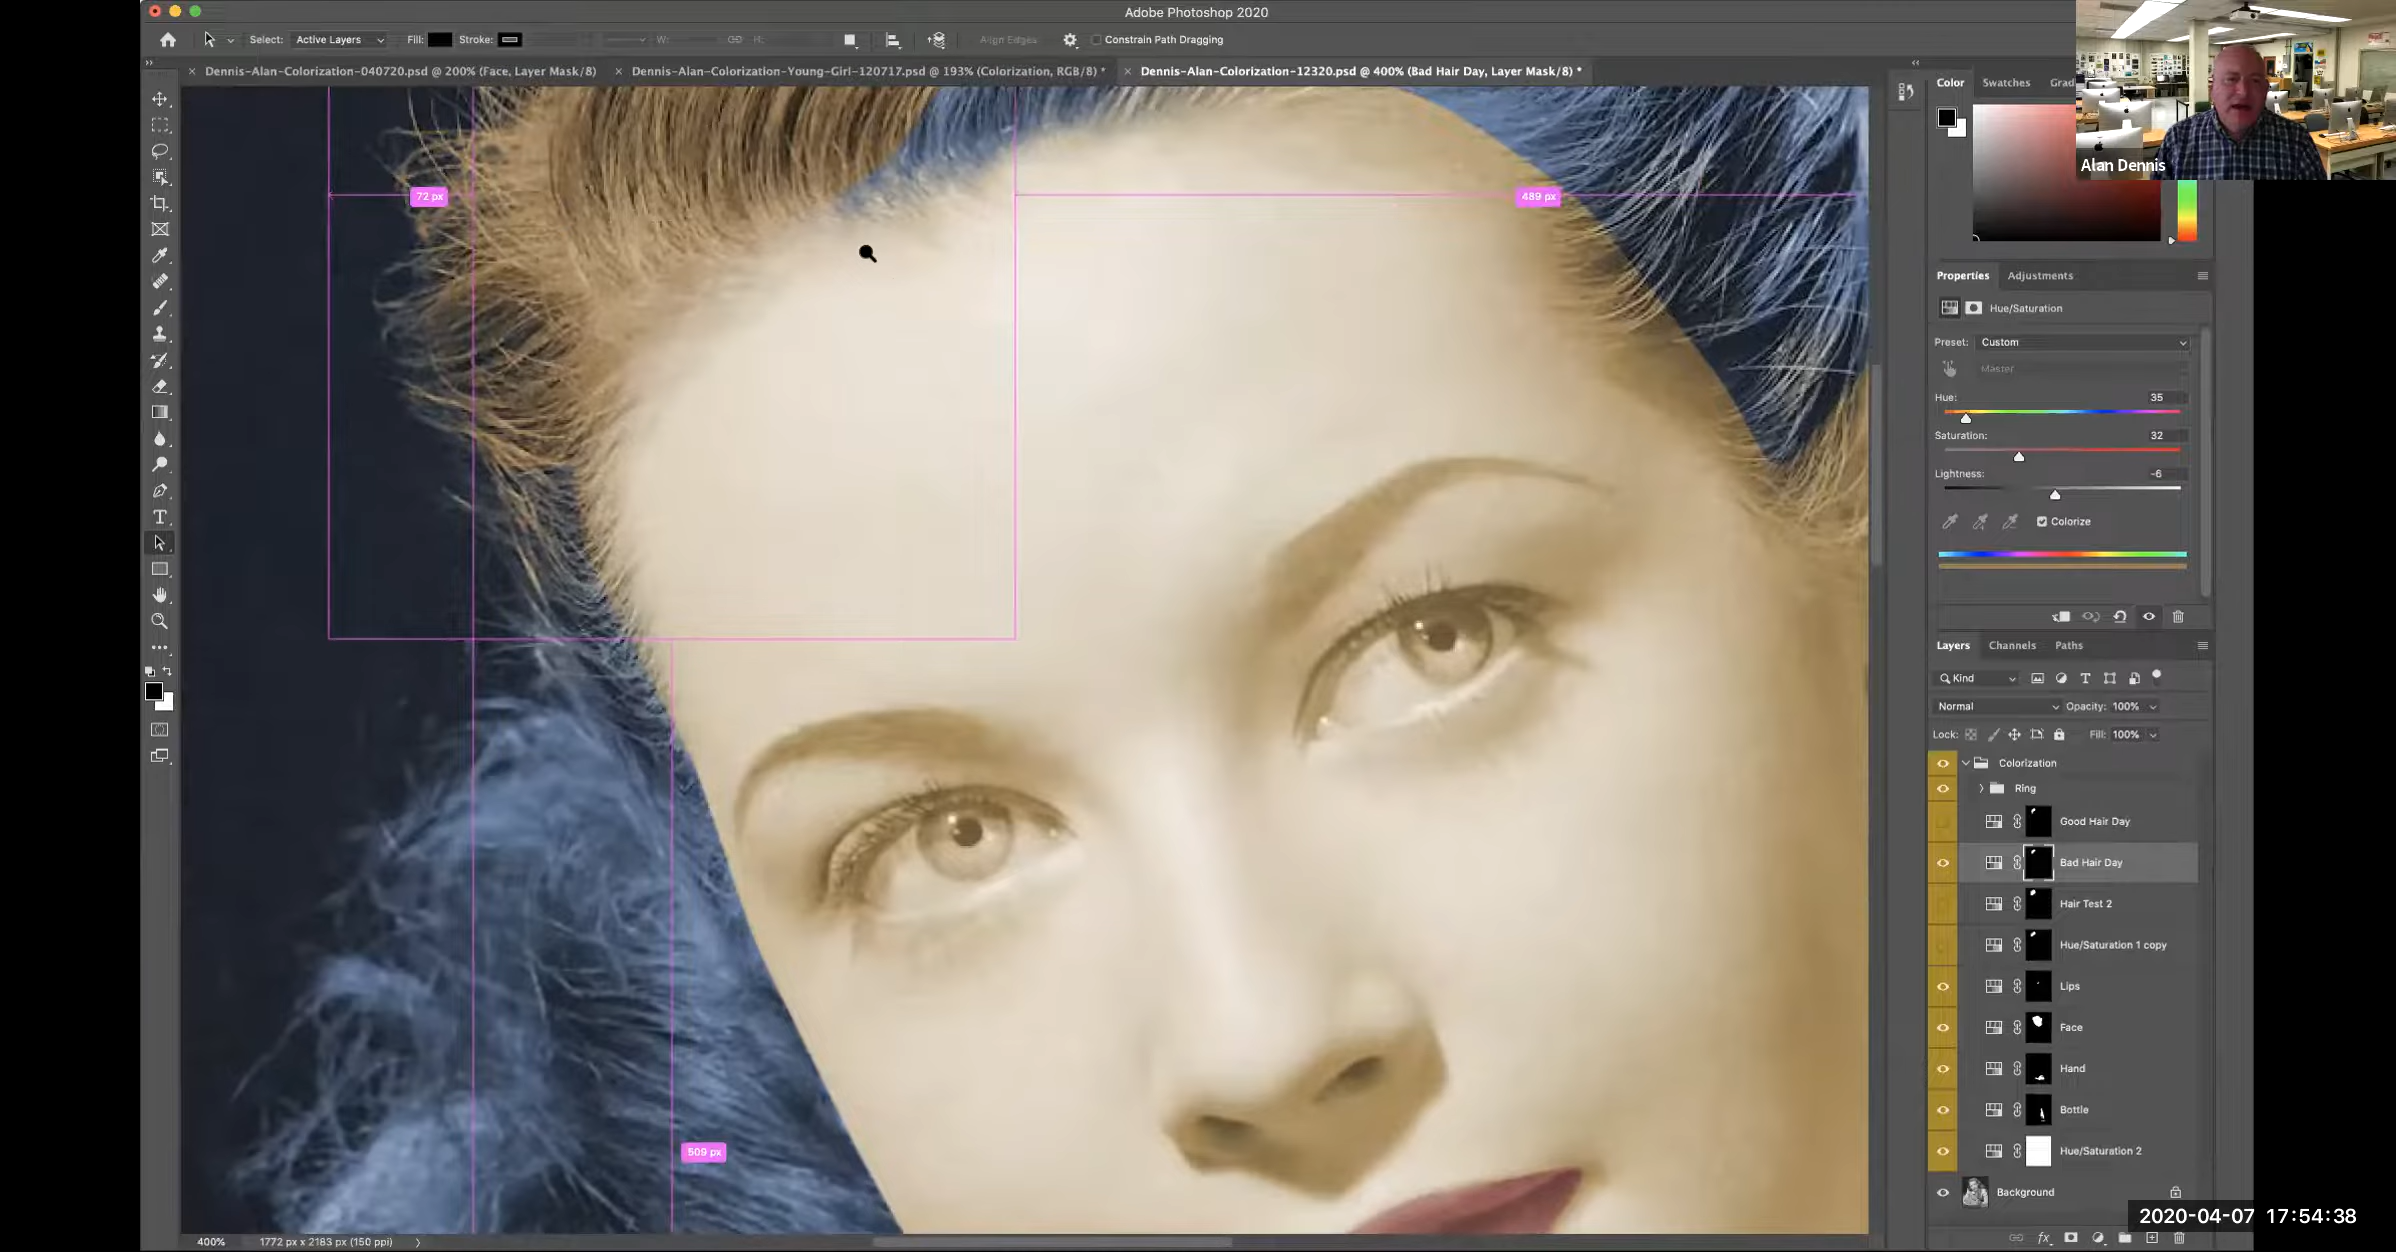 Adobe Photoshop 2020
Select: Active Layers Fill: Stroke: W: H: Align Edges Constrain Path Dragging
Dennis-Alan-Colorization-040720.psd @ 200% (Face, Layer Mask/8)
Dennis-Alan-Colorization-Young-Girl-120717.psd @ 193% (Colorization, RGB/8) *
Dennis-Alan-Colorization-12320.psd @ 400% (Bad Hair Day, Layer Mask/8) *
Color Swatches Grad
Alan Dennis
72 px
489 px
509 px
Properties Adjustments
Hue/Saturation
Preset: Custom
Master
Hue: 35
Saturation: 32
Lightness: -6
Colorize
Layers Channels Paths
Kind
Normal Opacity: 100%
Lock: Fill: 100%
Colorization
Ring
Good Hair Day
Bad Hair Day
Hair Test 2
Hue/Saturation 1 copy
Lips
Face
Hand
Bottle
Hue/Saturation 2
Background
2020-04-07 17:54:38
400% 1772 px x 2183 px (150 ppi)
fx